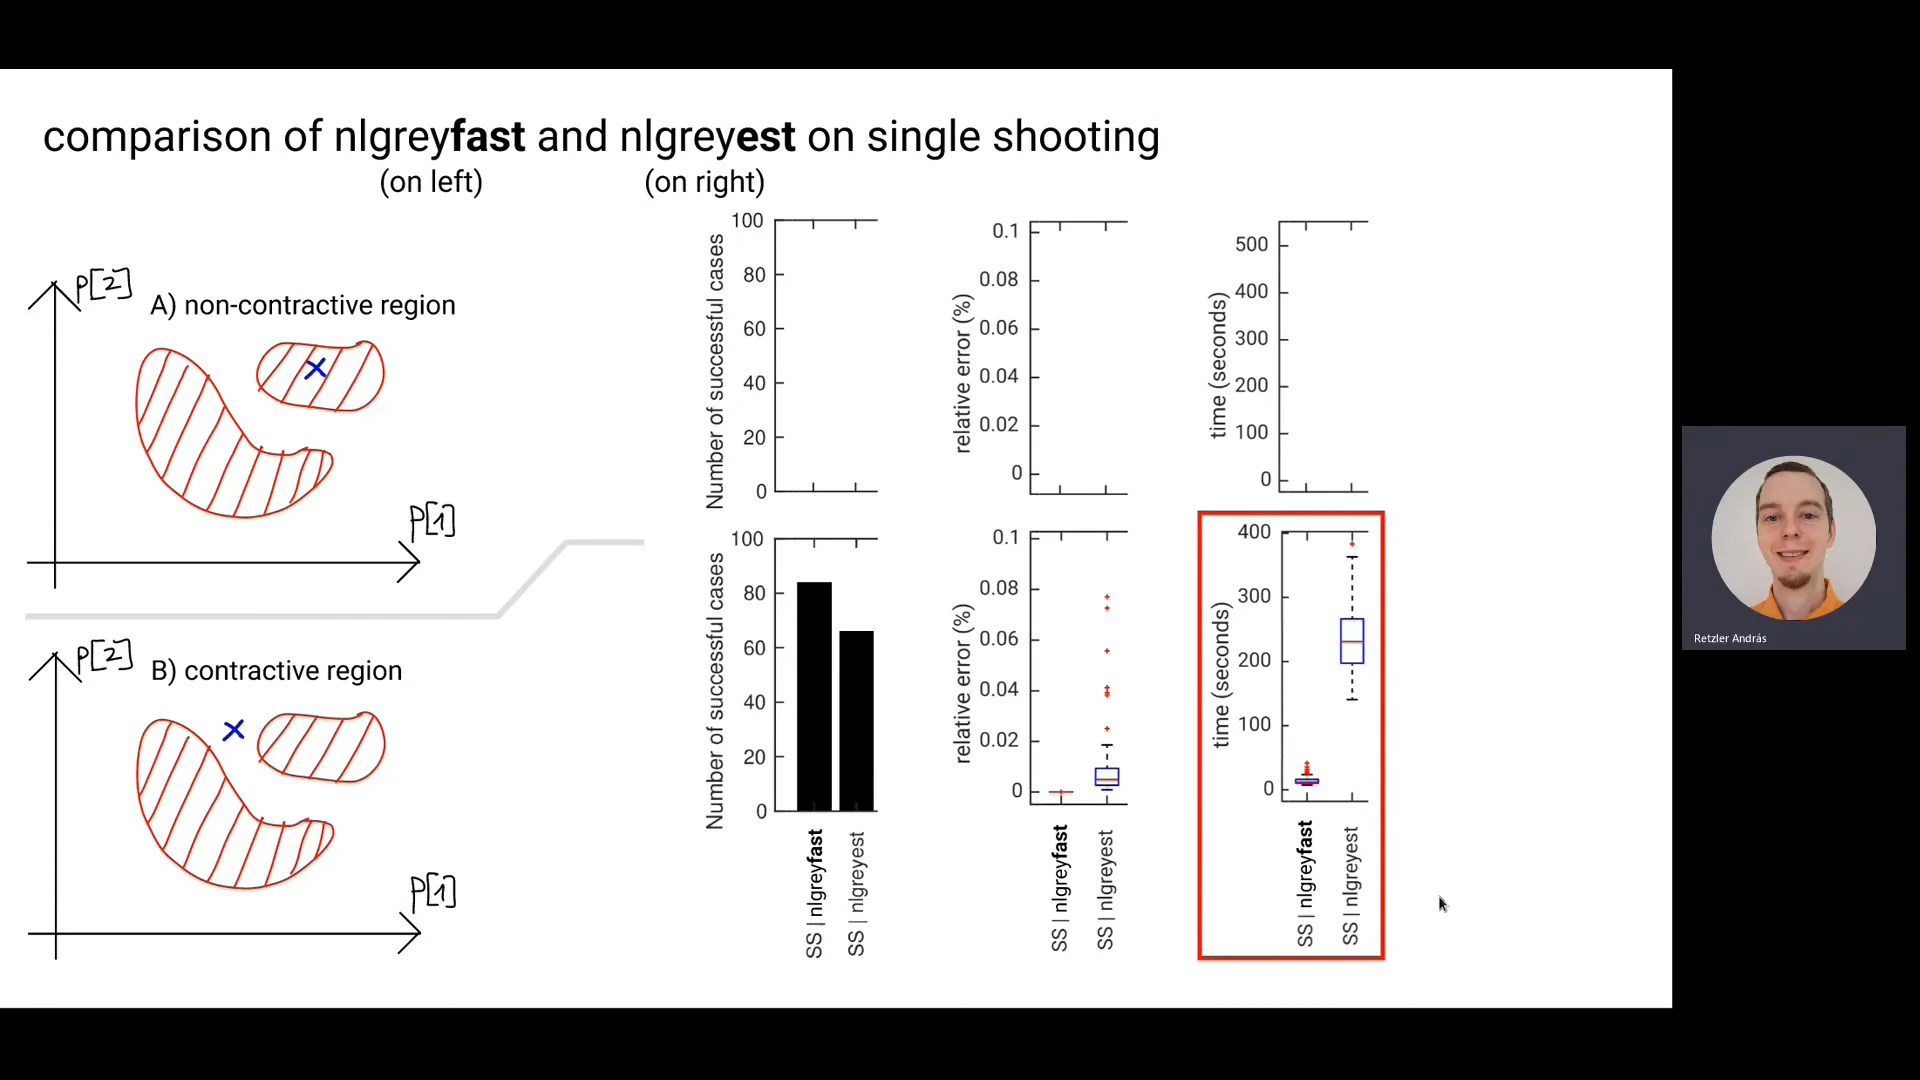 comparison of nlgreyfast and nlgreyest on single shooting
(on left) (on right)
P[2]
A) non-contractive region
P[1]
P[2]
B) contractive region
P[1]
Number of successful cases
100
80
60
40
20
0
relative error (%)
0.1
0.08
0.06
0.04
0.02
0
time (seconds)
500
400
300
200
100
0
Number of successful cases
100
80
60
40
20
0
SS | nlgreyfast
SS | nlgreyest
relative error (%)
0.1
0.08
0.06
0.04
0.02
0
SS | nlgreyfast
SS | nlgreyest
time (seconds)
400
300
200
100
0
SS | nlgreyfast
SS | nlgreyest
Retzler András